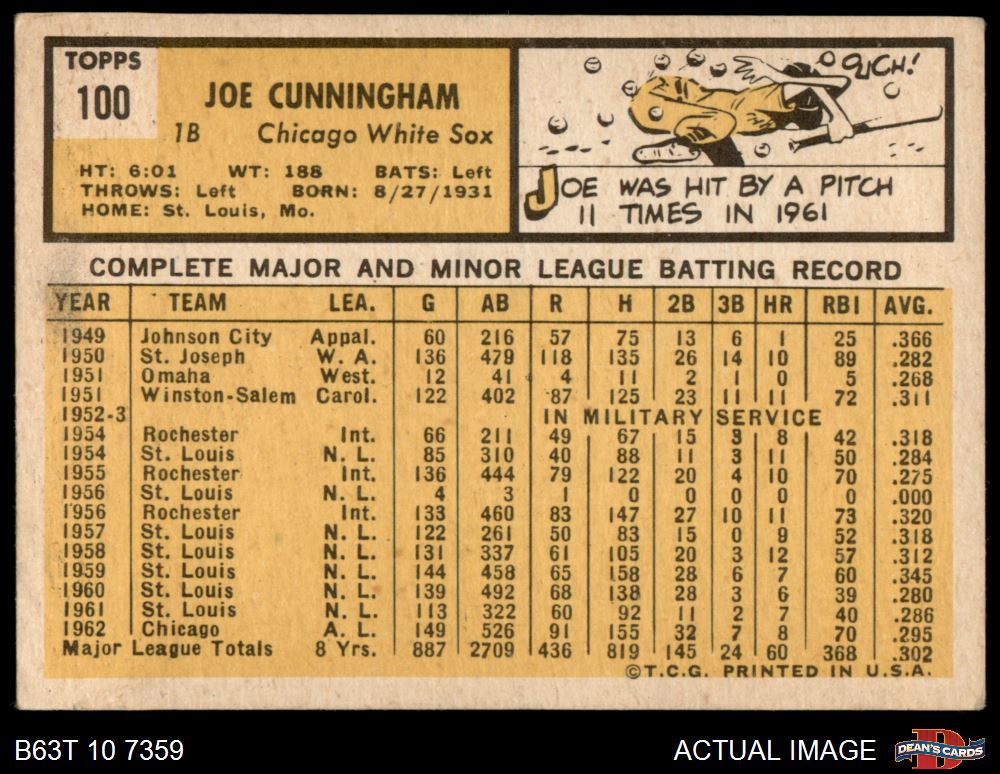 TOPPS
100
JOE CUNNINGHAM
1B Chicago White Sox
HT: 6:01 WT: 188 BATS: Left
THROWS: Left BORN: 8/27/1931
HOME: St. Louis, Mo.
OUCH!
JOE WAS HIT BY A PITCH
11 TIMES IN 1961
COMPLETE MAJOR AND MINOR LEAGUE BATTING RECORD
YEAR TEAM LEA. G AB R H 2B 3B HR RBI AVG.
1949 Johnson City Appal. 60 216 57 75 13 6 1 25 .366
1950 St. Joseph W. A. 136 479 118 135 26 14 10 89 .282
1951 Omaha West. 12 41 4 11 2 1 0 5 .268
1951 Winston-Salem Carol. 122 402 87 125 23 11 11 72 .311
1952-3 IN MILITARY SERVICE
1954 Rochester Int. 66 211 49 67 15 3 8 42 .318
1954 St. Louis N. L. 85 310 40 88 11 3 11 50 .284
1955 Rochester Int. 136 444 79 122 20 4 10 70 .275
1956 St. Louis N. L. 4 3 1 0 0 0 0 0 .000
1956 Rochester Int. 133 460 83 147 27 10 11 73 .320
1957 St. Louis N. L. 122 261 50 83 15 0 9 52 .318
1958 St. Louis N. L. 131 337 61 105 20 3 12 57 .312
1959 St. Louis N. L. 144 458 65 158 28 6 7 60 .345
1960 St. Louis N. L. 139 492 68 138 28 3 6 39 .280
1961 St. Louis N. L. 113 322 60 92 11 2 7 40 .286
1962 Chicago A. L. 149 526 91 155 32 7 8 70 .295
Major League Totals 8 Yrs. 887 2709 436 819 145 24 60 368 .302
©T.C.G. PRINTED IN U.S.A.
B63T 10 7359 ACTUAL IMAGE DEAN'S CARDS